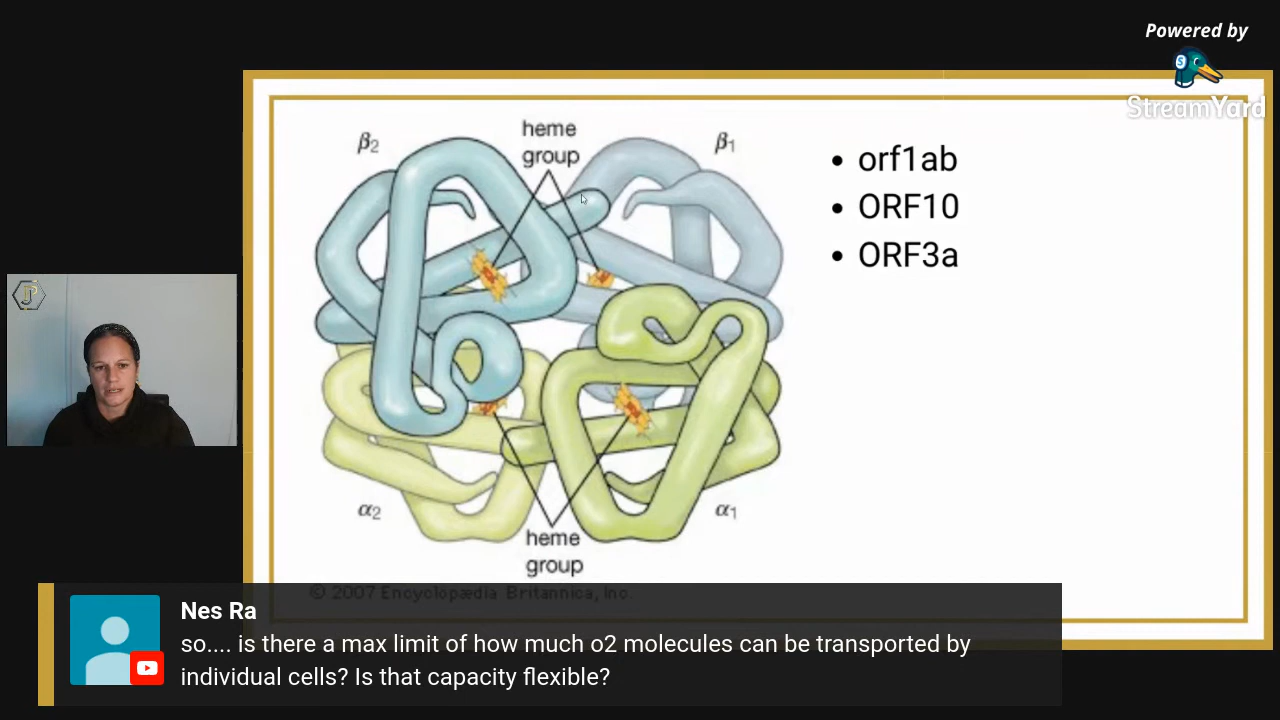 Powered by
StreamYard
heme
group
β2
β1
• orf1ab
• ORF10
• ORF3a
α2
α1
heme
group
© 2007 Encyclopædia Britannica, Inc.
Nes Ra
so.... is there a max limit of how much o2 molecules can be transported by
individual cells? Is that capacity flexible?